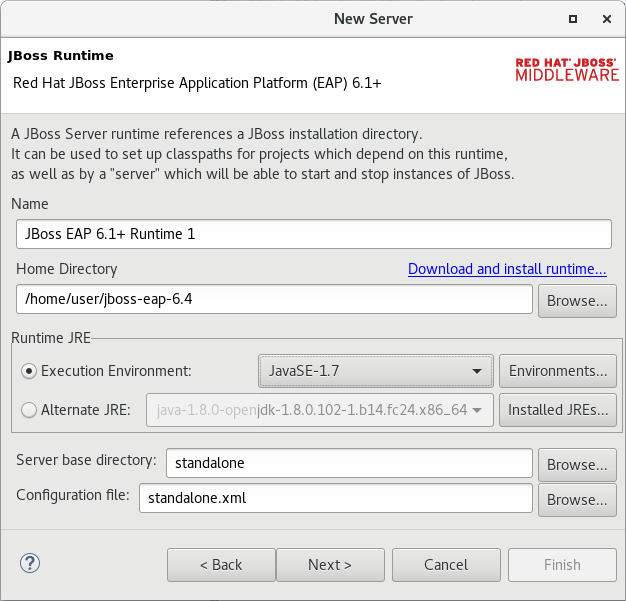 New Server
JBoss Runtime
Red Hat JBoss Enterprise Application Platform (EAP) 6.1+
RED HAT® JBOSS®
MIDDLEWARE
A JBoss Server runtime references a JBoss installation directory.
It can be used to set up classpaths for projects which depend on this runtime,
as well as by a "server" which will be able to start and stop instances of JBoss.
Name
JBoss EAP 6.1+ Runtime 1
Home Directory Download and install runtime...
/home/user/jboss-eap-6.4 Browse...
Runtime JRE
Execution Environment: JavaSE-1.7 Environments...
Alternate JRE: java-1.8.0-openjdk-1.8.0.102-1.b14.fc24.x86_64 Installed JREs...
Server base directory: standalone Browse...
Configuration file: standalone.xml Browse...
? < Back Next > Cancel Finish